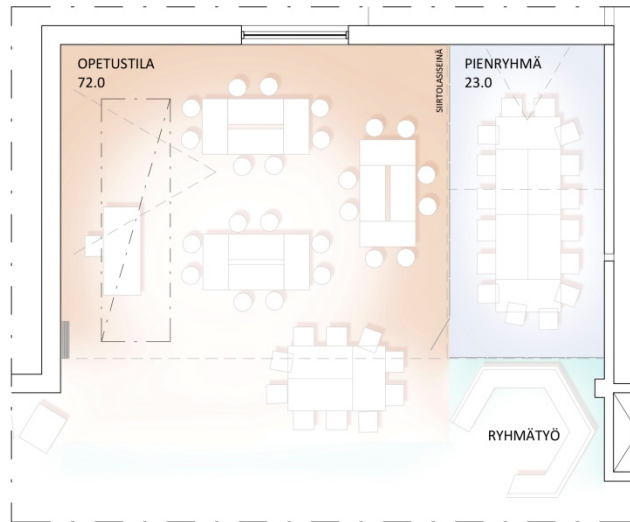 OPETUSTILA
72.0
SIIRTOLASISEINÄ
PIENRYHMÄ
23.0
RYHMÄTYÖ